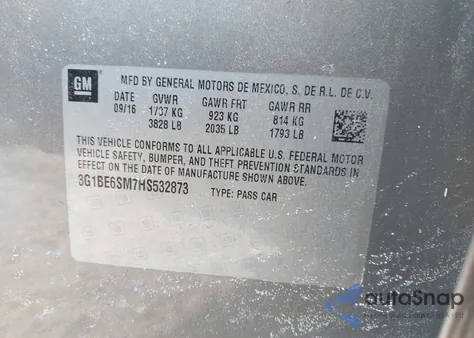 GM
MFD BY GENERAL MOTORS DE MEXICO, S. DE R.L. DE C.V.
DATE GVWR GAWR FRT GAWR RR
09/16 1737 KG 923 KG 814 KG
3828 LB 2035 LB 1793 LB
THIS VEHICLE CONFORMS TO ALL APPLICABLE U.S. FEDERAL MOTOR
VEHICLE SAFETY, BUMPER, AND THEFT PREVENTION STANDARDS IN
EFFECT ON THE DATE OF MANUFACTURE SHOWN ABOVE.
3G1BE6SM7HS532873 TYPE: PASS CAR
autaSnap